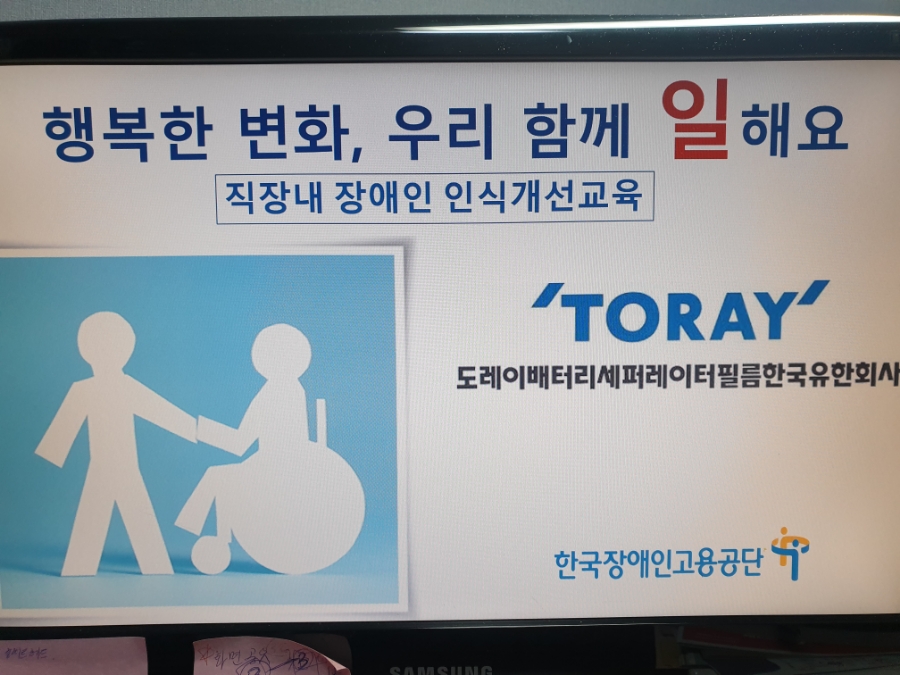 행복한 변화, 우리 함께 일해요
직장내 장애인 인식개선교육
TORAY
도레이배터리세퍼레이터필름한국유한회사
한국장애인고용공단
SAMSUNG